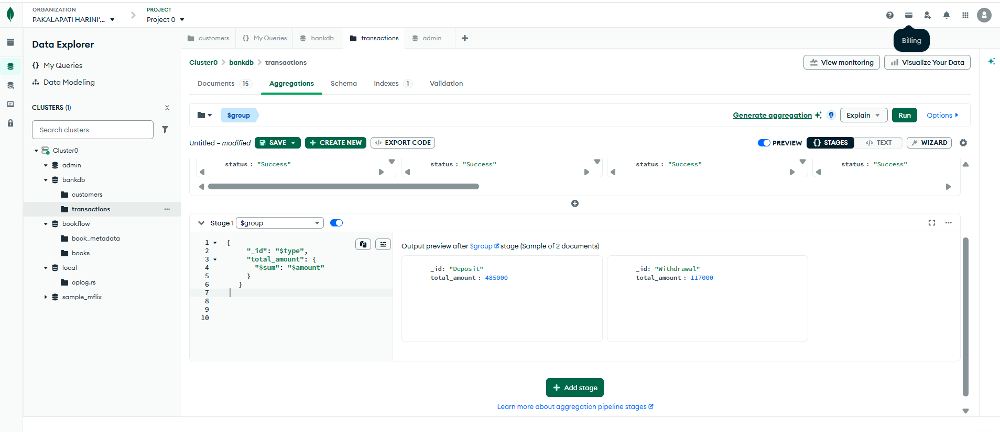 ORGANIZATION
PAKALAPATI HARINI'...
PROJECT
Project 0
Billing
Data Explorer
My Queries
Data Modeling
CLUSTERS (1)
Search clusters
Cluster0
admin
bankdb
customers
transactions
bookflow
book_metadata
books
local
oplog.rs
sample_mflix
customers
{} My Queries
bankdb
transactions
admin
Cluster0 > bankdb > transactions
View monitoring
Visualize Your Data
Documents 15
Aggregations
Schema
Indexes 1
Validation
$group
Generate aggregation
Explain
Run
Options
Untitled – modified
SAVE
+ CREATE NEW
</> EXPORT CODE
PREVIEW
{} STAGES
</> TEXT
WIZARD
status : "Success"
status : "Success"
status : "Success"
status : "Success"
Stage 1 $group
1 {
2 "_id": "$type",
3 "total_amount": {
4 "$sum": "$amount"
5 }
6 }
7
8
9
10
Output preview after $group stage (Sample of 2 documents)
_id: "Deposit"
total_amount : 485000
_id: "Withdrawal"
total_amount : 117000
+ Add stage
Learn more about aggregation pipeline stages